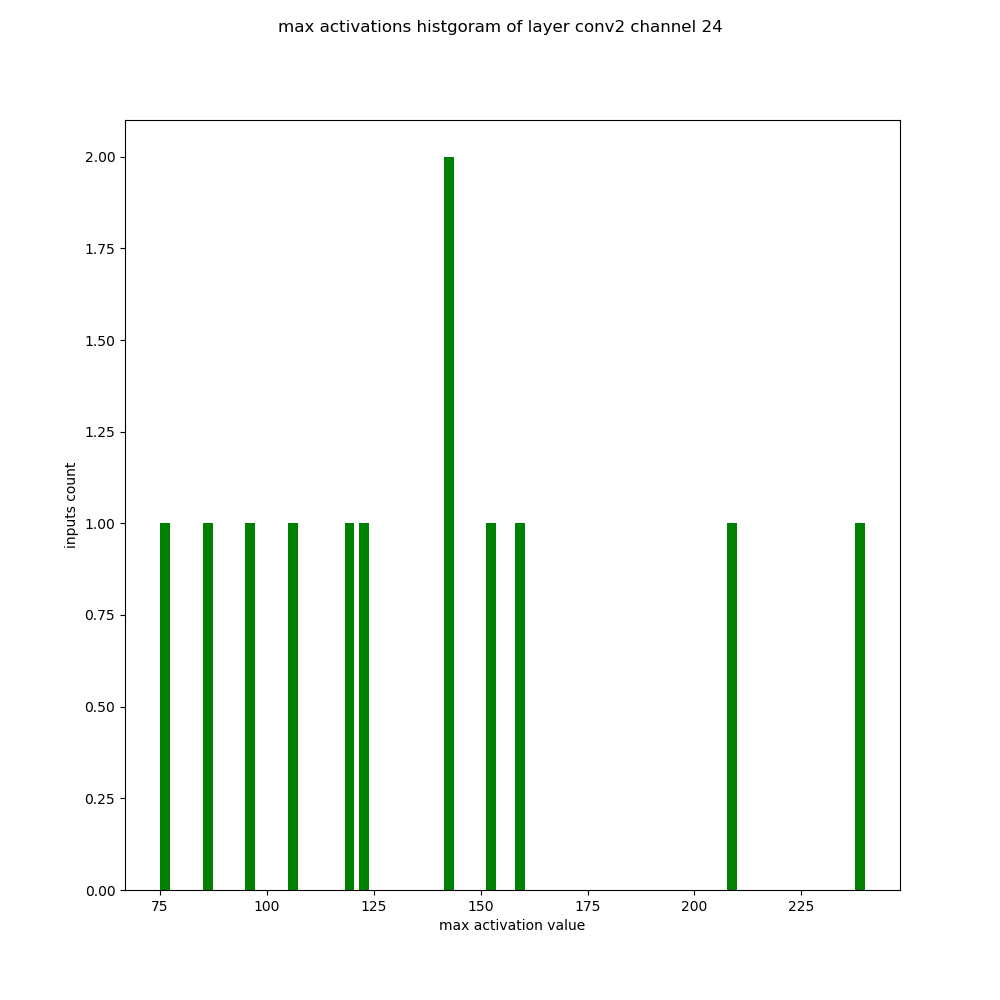 max activations histgoram of layer conv2 channel 24
2.00
1.75
1.50
1.25
1.00
0.75
0.50
0.25
0.00
inputs count
75 100 125 150 175 200 225
max activation value